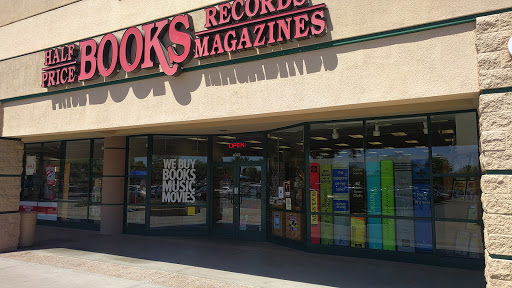 HALF PRICE
BOOKS
RECORDS
MAGAZINES
OPEN
WE BUY
BOOKS
MUSIC
MOVIES